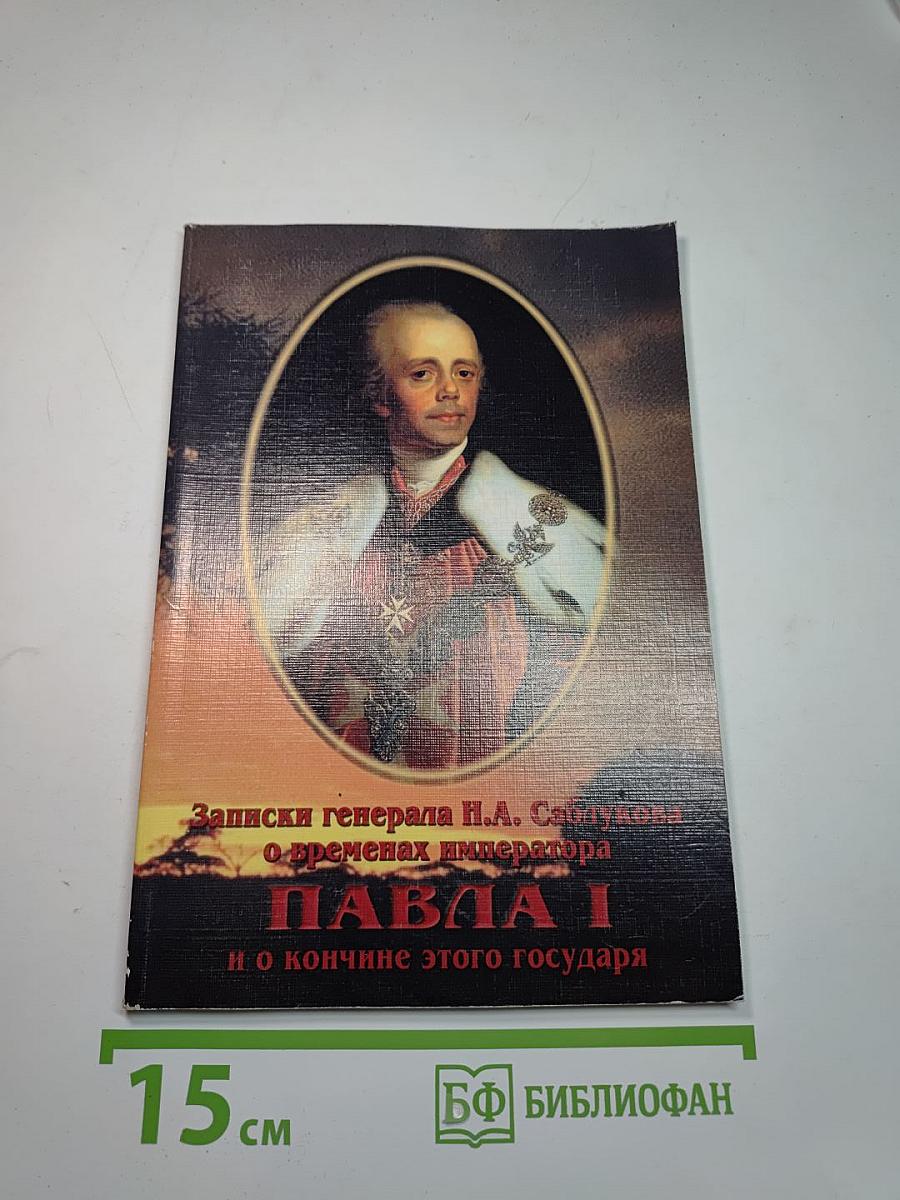 Записки генерала Н.А. Саблукова
о временах императора
ПАВЛА I
и о кончине этого государя
15 см
БФ БИБЛИОФАН